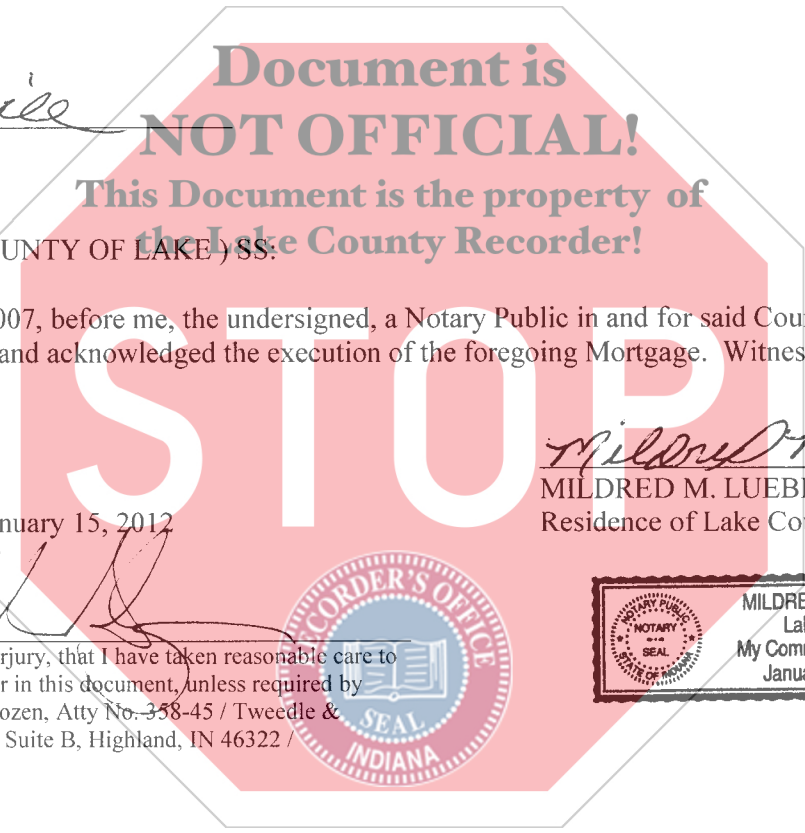 Document is
NOT OFFICIAL!
This Document is the property of
the Lake County Recorder!
UNTY OF LAKE ) SS:
007, before me, the undersigned, a Notary Public in and for said Cou
and acknowledged the execution of the foregoing Mortgage. Witnes
STOP
Mildred M
MILDRED M. LUEB
Residence of Lake Co
nuary 15, 2012
rjury, that I have taken reasonable care to
r in this document, unless required by
ozen, Atty No. 358-45 / Tweedle &
Suite B, Highland, IN 46322 /
RECORDER'S OFFICE
SEAL
INDIANA
NOTARY PUBLIC
NOTARY
SEAL
STATE OF INDIANA
MILDRE
Lal
My Comm
Janua